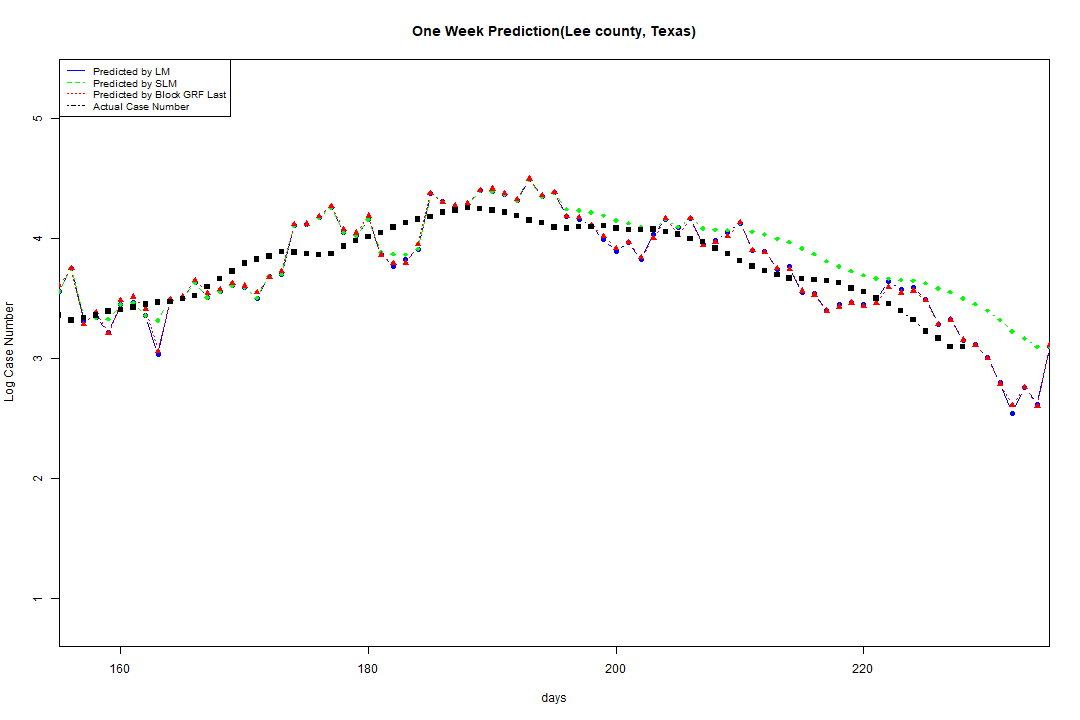 One Week Prediction(Lee county, Texas)
Predicted by LM
Predicted by SLM
Predicted by Block GRF Last
Actual Case Number
5
4
3
2
1
Log Case Number
160
180
200
220
days